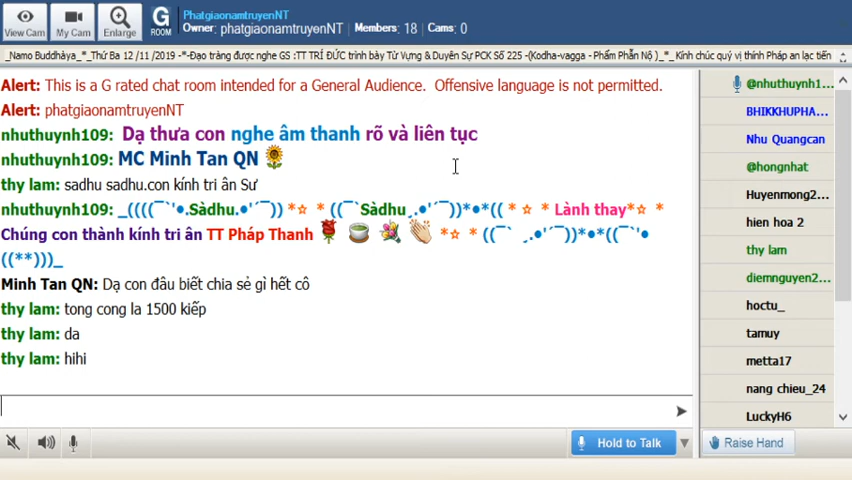 View Cam
My Cam
Enlarge
G
ROOM
PhatgiaonamtruyenNT
Owner: phatgiaonamtruyenNT | Members: 18 | Cams: 0
_Namo Buddhàya_*_Thứ Ba 12 /11 /2019 -*-Đạo tràng được nghe GS :TT TRÍ ĐỨC trình bày Từ Vựng & Duyên Sự PCK Số 225 -(Kodha-vagga - Phẩm Phẫn Nộ )_*_Kính chúc quý vị thính Pháp an lạc tiến
Alert: This is a G rated chat room intended for a General Audience. Offensive language is not permitted.
Alert: phatgiaonamtruyenNT
nhuthuynh109: Dạ thưa con nghe âm thanh rõ và liên tục
nhuthuynh109: MC Minh Tan QN 🌻
thy lam: sadhu sadhu.con kính tri ân Sư
nhuthuynh109: _((((¯`'•.Sàdhu.•'´¯)) *☆ * ((¯`Sàdhu¸.•'´¯))*•*(( * ☆ * Lành thay*☆ *
Chúng con thành kính tri ân TT Pháp Thanh 🌹 🍵 💐 👏 *☆ * ((¯` ¸.•'´¯))*•*((¯`'•
((**)))_
Minh Tan QN: Dạ con đâu biết chia sẻ gì hết cô
thy lam: tong cong la 1500 kiếp
thy lam: da
thy lam: hihi
@nhuthuynh1...
BHIKKHUPHA...
Nhu Quangcan
@hongnhat
Huyenmong2...
hien hoa 2
thy lam
diemnguyen2...
hoctu_
tamuy
metta17
nang chieu_24
LuckyH6
Hold to Talk
Raise Hand